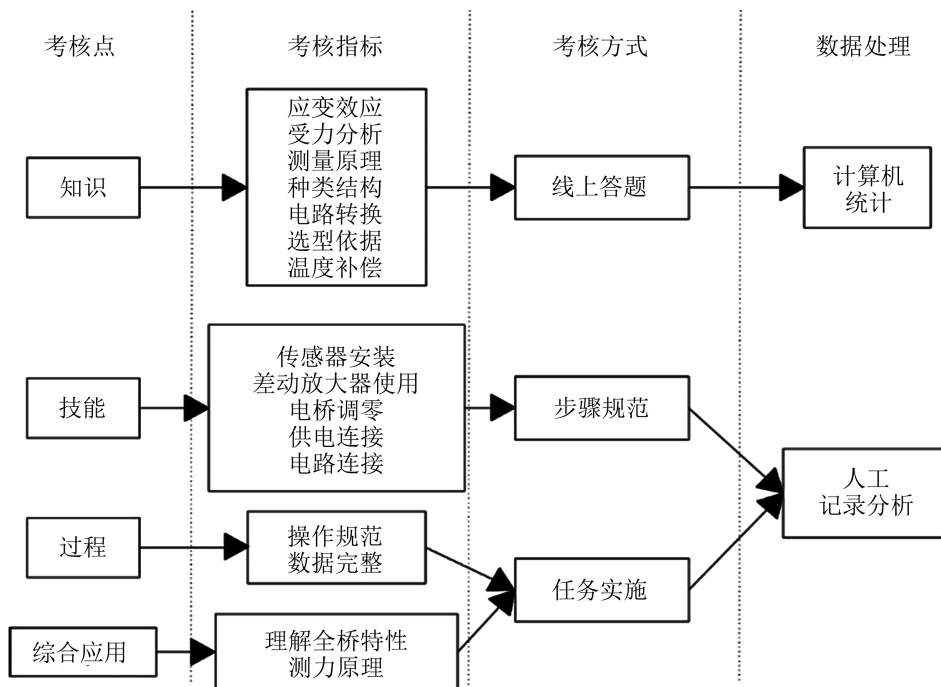 考核点
考核指标
考核方式
数据处理
知识
应变效应
受力分析
测量原理
种类结构
电路转换
选型依据
温度补偿
线上答题
计算机
统计
技能
传感器安装
差动放大器使用
电桥调零
供电连接
电路连接
步骤规范
人工
记录分析
过程
操作规范
数据完整
任务实施
综合应用
理解全桥特性
测力原理